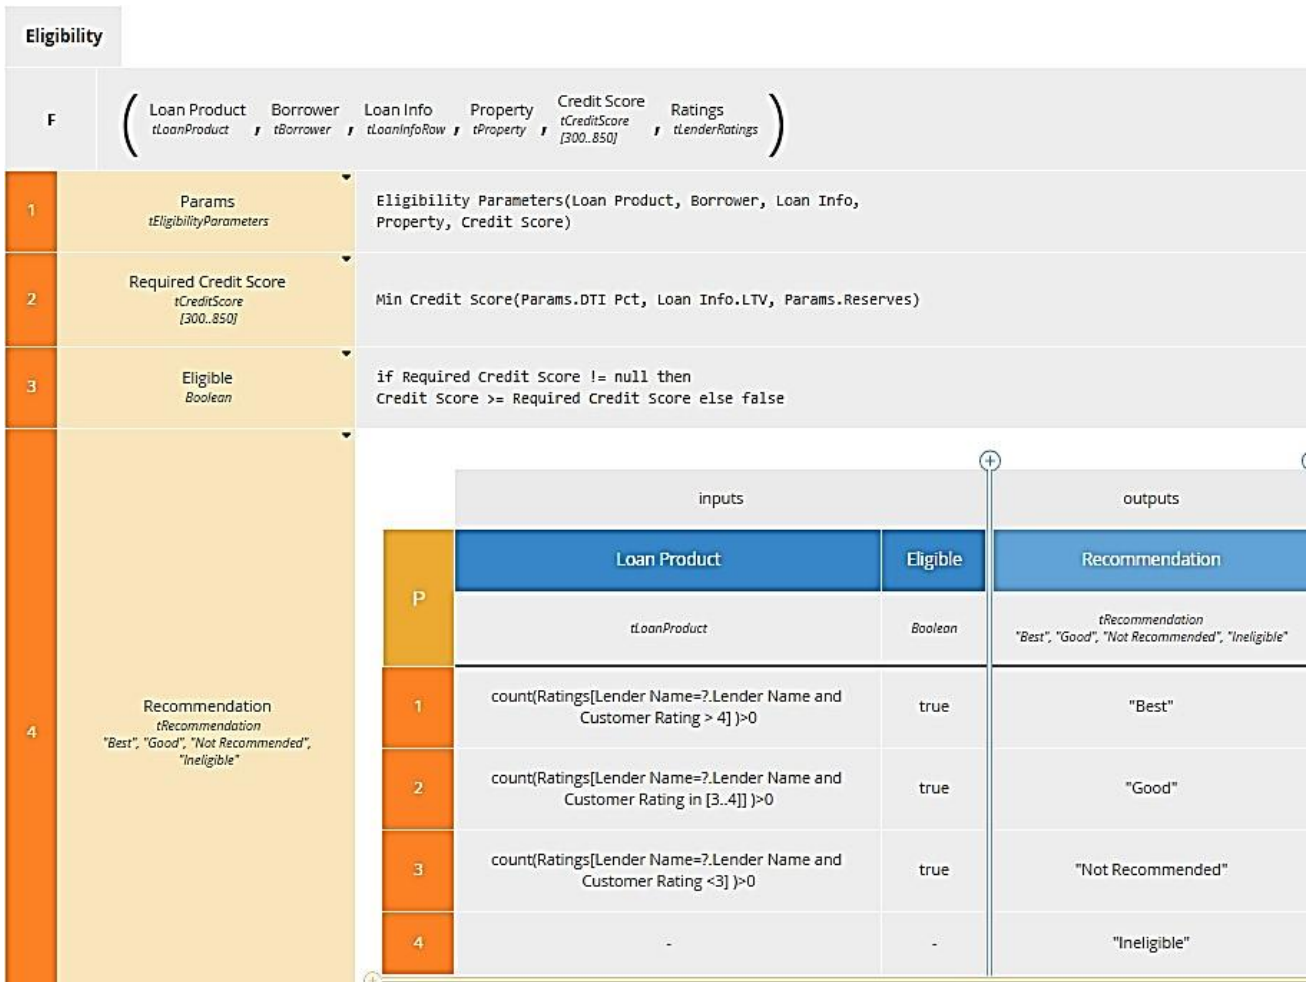 Eligibility
F
( Loan Product , Borrower , Loan Info , Property , Credit Score , Ratings )
tLoanProduct tBorrower tLoanInfoRow tProperty tCreditScore tLenderRatings
[300..850]
1
Params
tEligibilityParameters
Eligibility Parameters(Loan Product, Borrower, Loan Info,
Property, Credit Score)
2
Required Credit Score
tCreditScore
[300..850]
Min Credit Score(Params.DTI Pct, Loan Info.LTV, Params.Reserves)
3
Eligible
Boolean
if Required Credit Score != null then
Credit Score >= Required Credit Score else false
4
Recommendation
tRecommendation
"Best", "Good", "Not Recommended",
"Ineligible"
inputs
outputs
P
Loan Product
Eligible
Recommendation
tLoanProduct
Boolean
tRecommendation
"Best", "Good", "Not Recommended", "Ineligible"
1
count(Ratings[Lender Name=?.Lender Name and
Customer Rating > 4] )>0
true
"Best"
2
count(Ratings[Lender Name=?.Lender Name and
Customer Rating in [3..4]] )>0
true
"Good"
3
count(Ratings[Lender Name=?.Lender Name and
Customer Rating <3] )>0
true
"Not Recommended"
4
-
-
"Ineligible"